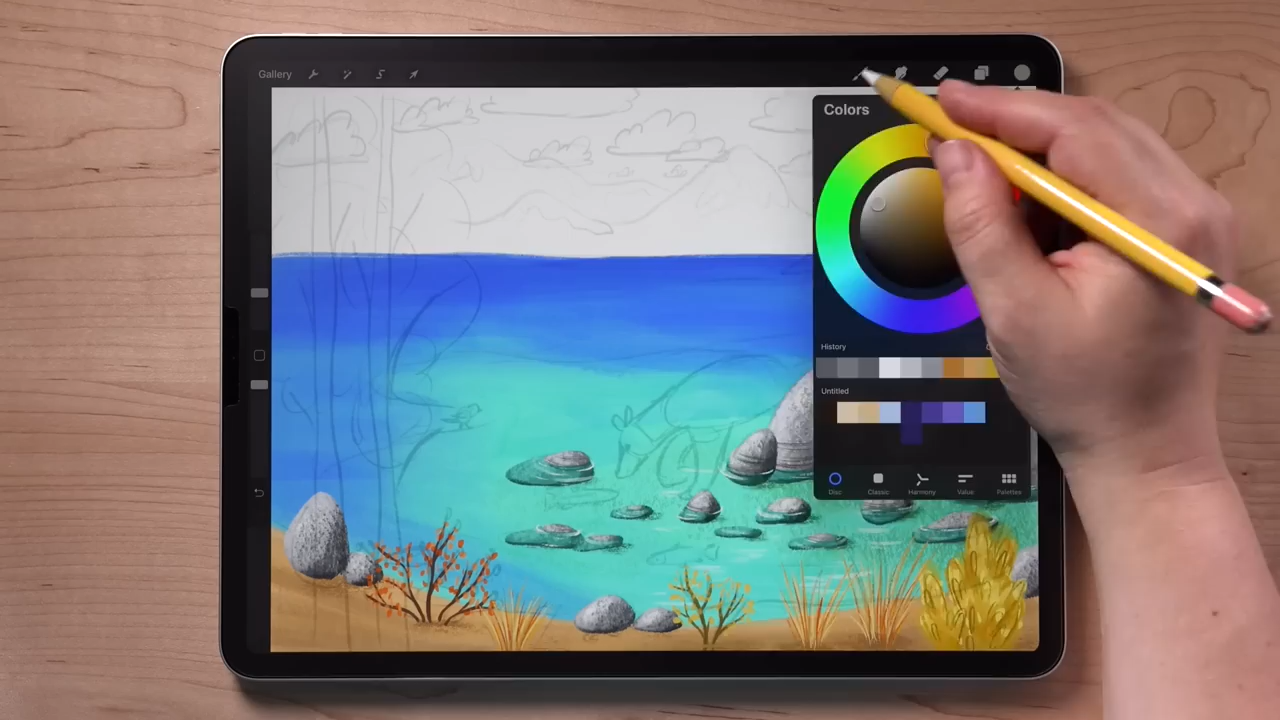 Gallery
Colors
History
Untitled
Disc Classic Harmony Value Palettes